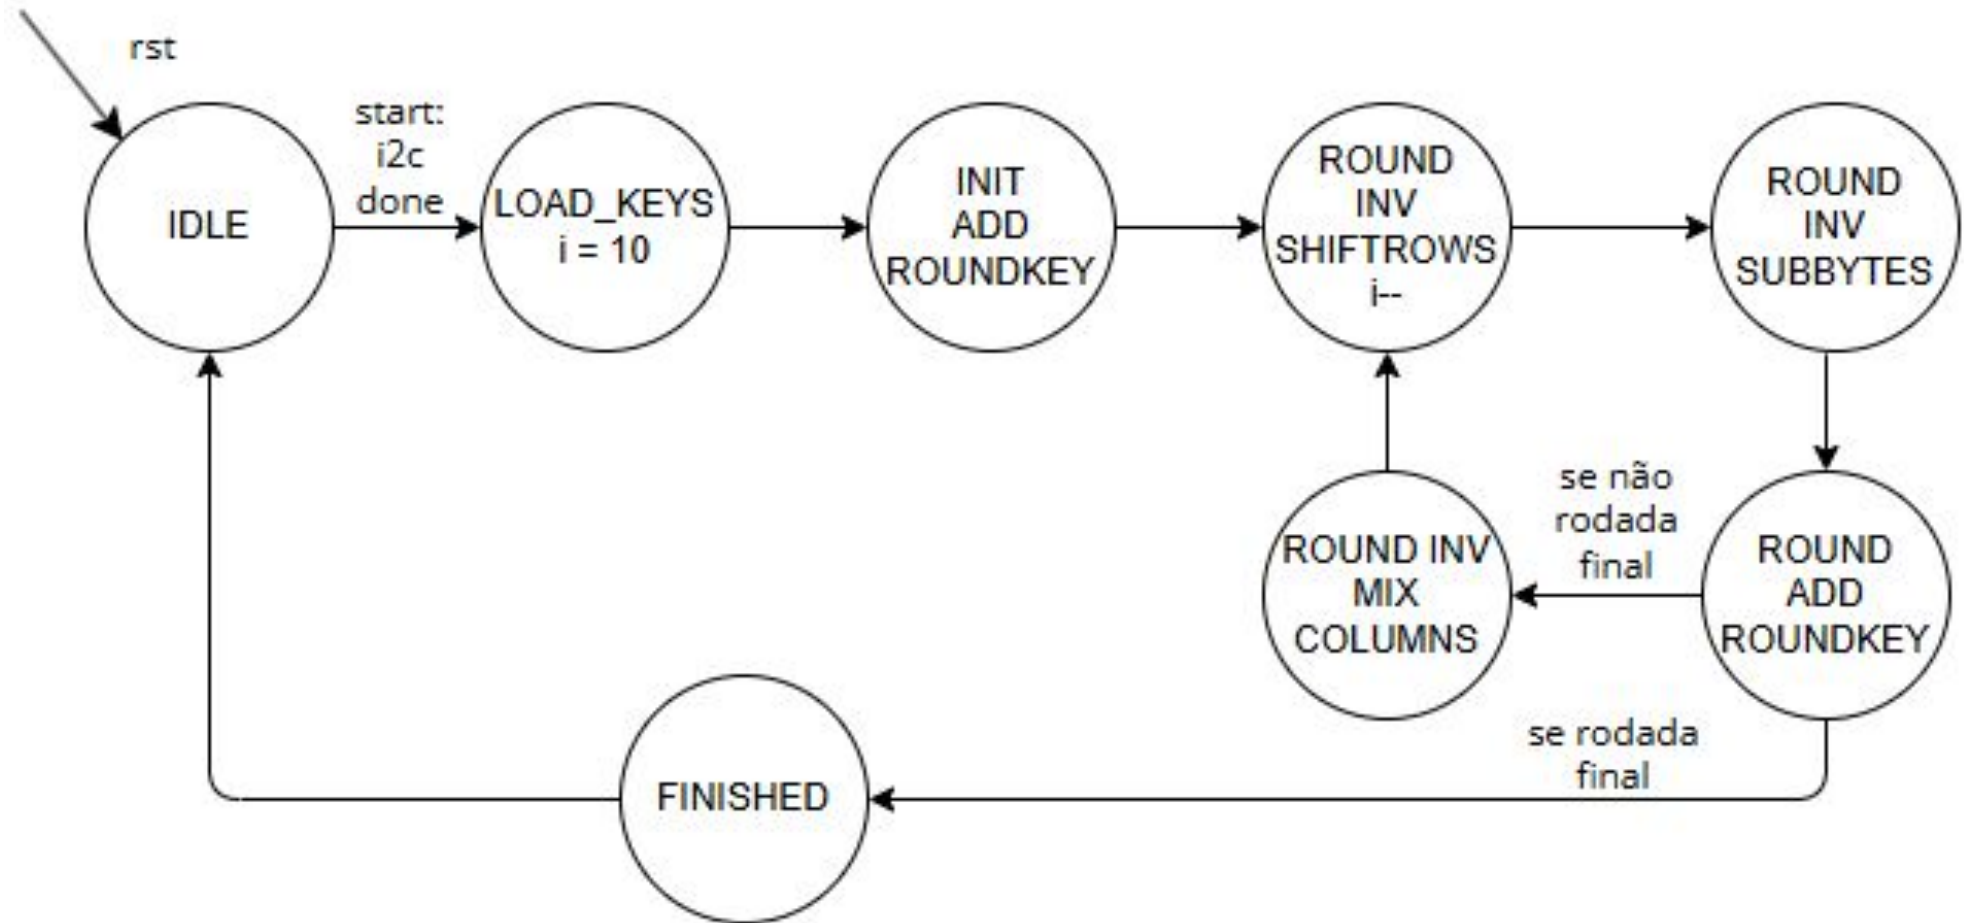 rst
IDLE
start:
i2c
done
LOAD_KEYS
i = 10
INIT
ADD
ROUNDKEY
ROUND
INV
SHIFTROWS
i--
ROUND
INV
SUBBYTES
ROUND INV
MIX
COLUMNS
se não
rodada
final
ROUND
ADD
ROUNDKEY
se rodada
final
FINISHED